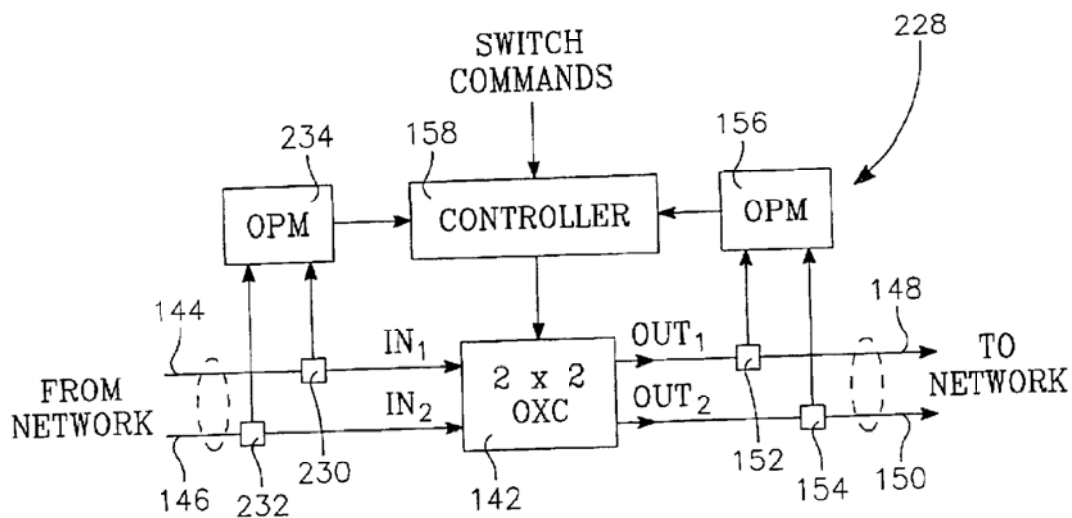 SWITCH
COMMANDS
228
234
158
156
OPM
CONTROLLER
OPM
144
148
IN1
OUT1
FROM
NETWORK
2 x 2
OXC
TO
NETWORK
IN2
OUT2
146
232
230
142
152
154
150